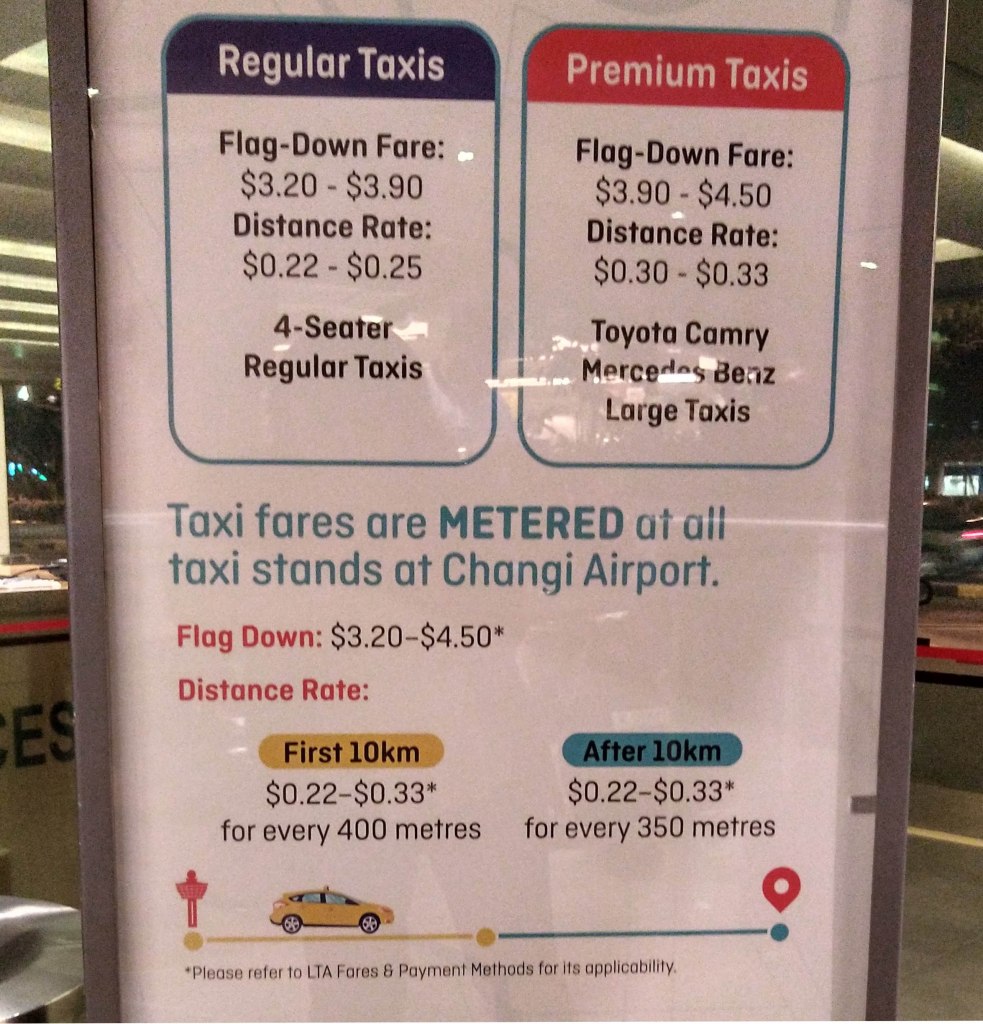 Regular Taxis
Flag-Down Fare:
$3.20 - $3.90
Distance Rate:
$0.22 - $0.25
4-Seater
Regular Taxis
Premium Taxis
Flag-Down Fare:
$3.90 - $4.50
Distance Rate:
$0.30 - $0.33
Toyota Camry
Mercedes Benz
Large Taxis
Taxi fares are METERED at all
taxi stands at Changi Airport.
Flag Down: $3.20–$4.50*
Distance Rate:
First 10km
$0.22–$0.33*
for every 400 metres
After 10km
$0.22–$0.33*
for every 350 metres
*Please refer to LTA Fares & Payment Methods for its applicability.